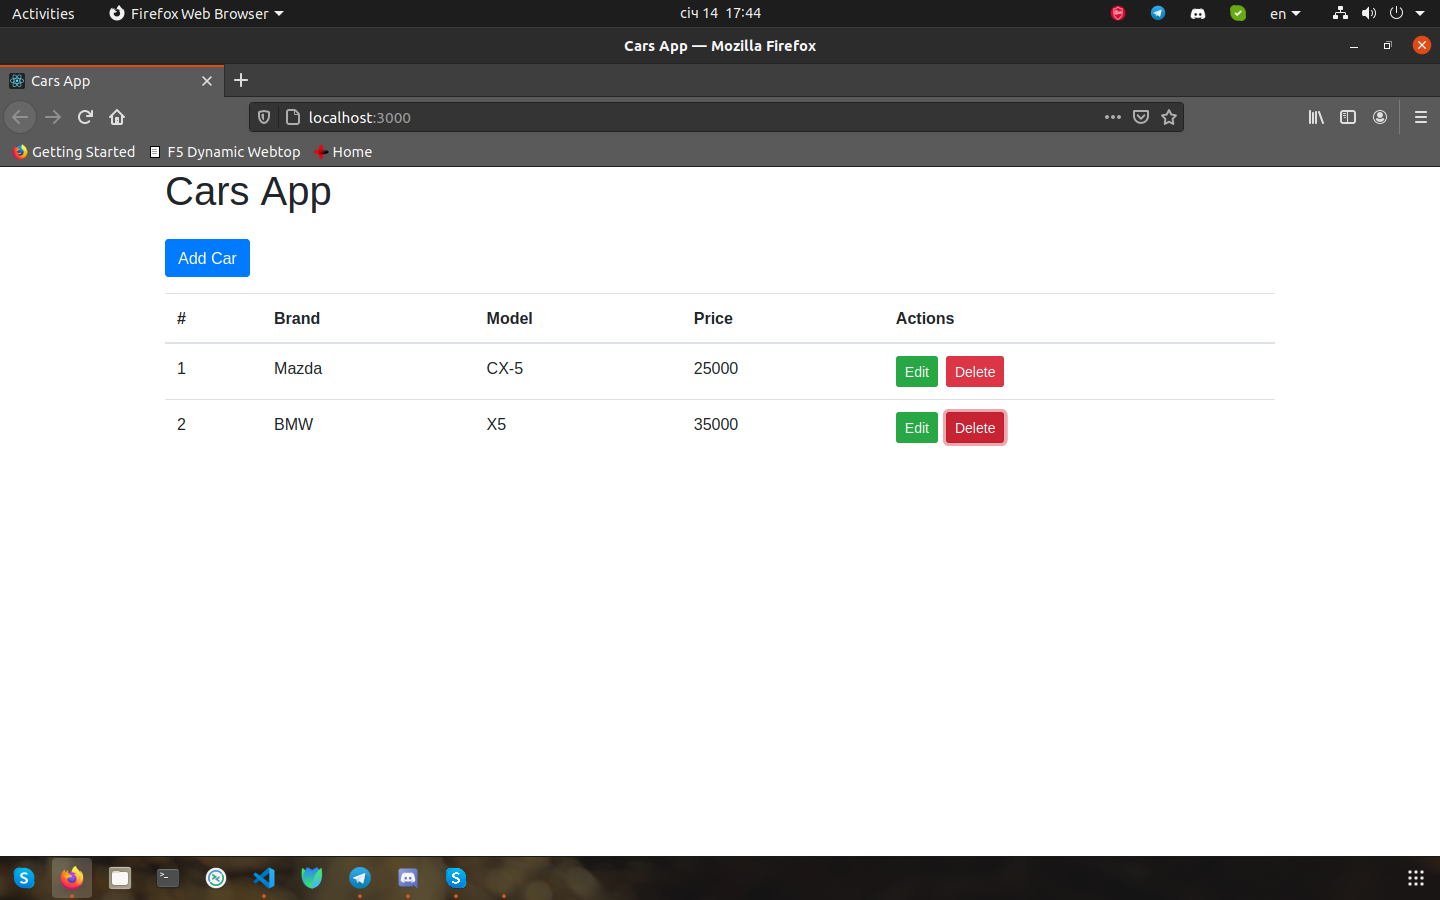 Activities Firefox Web Browser січ 14 17:44 en
Cars App — Mozilla Firefox
Cars App
localhost:3000
Getting Started F5 Dynamic Webtop Home
Cars App
Add Car
# Brand Model Price Actions
1 Mazda CX-5 25000 Edit Delete
2 BMW X5 35000 Edit Delete